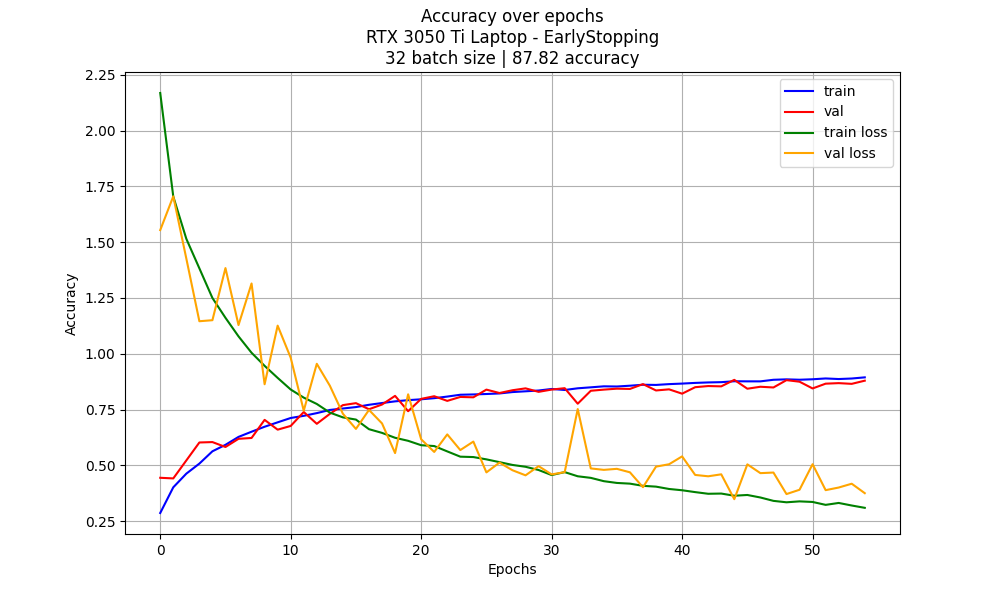 Accuracy over epochs
RTX 3050 Ti Laptop - EarlyStopping
32 batch size | 87.82 accuracy
2.25
2.00
1.75
1.50
1.25
1.00
0.75
0.50
0.25
Accuracy
train
val
train loss
val loss
0 10 20 30 40 50
Epochs